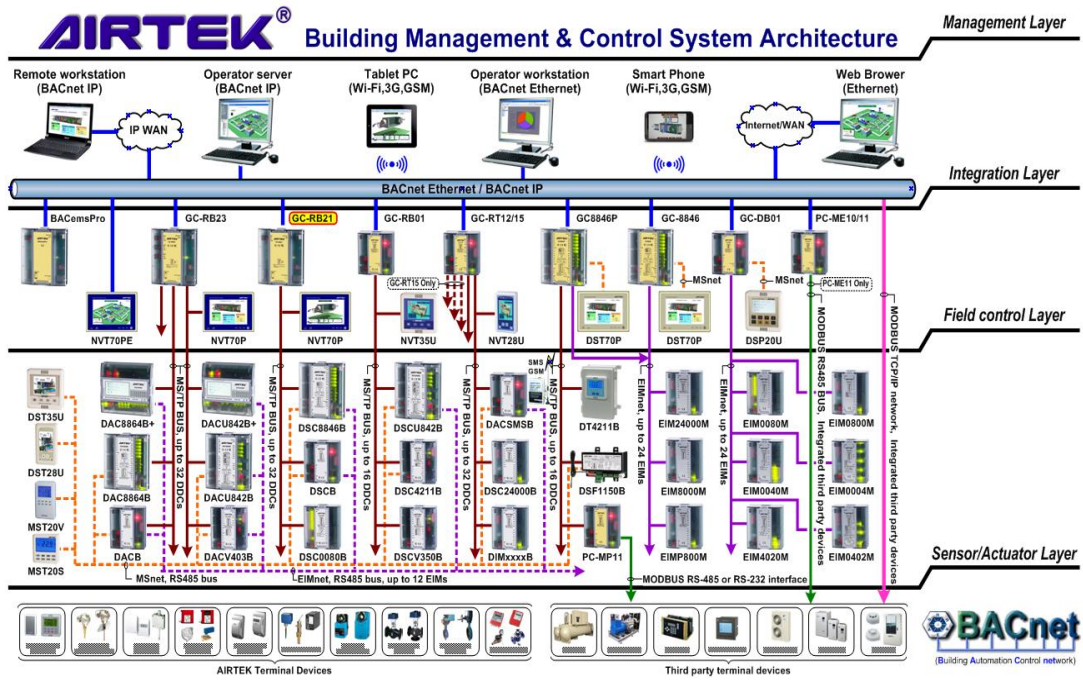 AIRTEK®
Building Management & Control System Architecture
Management Layer
Remote workstation
(BACnet IP)
Operator server
(BACnet IP)
Tablet PC
(Wi-Fi,3G,GSM)
Operator workstation
(BACnet Ethernet)
Smart Phone
(Wi-Fi,3G,GSM)
Web Brower
(Ethernet)
IP WAN
Internet/WAN
Integration Layer
BACnet Ethernet / BACnet IP
BACemsPro
GC-RB23
GC-RB21
GC-RB01
GC-RT12/15
GC8846P
GC-8846
GC-DB01
PC-ME10/11
GC-RT15 Only
MSnet
MSnet
PC-ME11 Only
NVT70PE
NVT70P
NVT70P
NVT35U
NVT28U
DST70P
DST70P
DSP20U
Field control Layer
MS/TP BUS, up to 32 DDCs
MS/TP BUS, up to 32 DDCs
MS/TP BUS, up to 16 DDCs
MS/TP BUS, up to 32 DDCs
MS/TP BUS, up to 16 DDCs
EIMnet, up to 24 EIMs
EIMnet, up to 24 EIMs
MODBUS RS485 BUS, Integrated third party devices
MODBUS TCP/IP network, Integrated third party devices
SMS
GSM
DST35U
DAC8864B+
DACU842B+
DSC8846B
DSCU842B
DACSMSB
DT4211B
EIM24000M
EIM0080M
EIM0800M
DST28U
DAC8864B
DACU842B
DSCB
DSC4211B
DSC24000B
DSF1150B
EIM8000M
EIM0040M
EIM0004M
MST20V
MST20S
DACB
DACV403B
DSC0080B
DSCV350B
DIMxxxxB
PC-MP11
EIMP800M
EIM4020M
EIM0402M
Sensor/Actuator Layer
MSnet, RS485 bus
EIMnet, RS485 bus, up to 12 EIMs
MODBUS RS-485 or RS-232 interface
AIRTEK Terminal Devices
Third party terminal devices
BACnet
(Building Automation Control network)